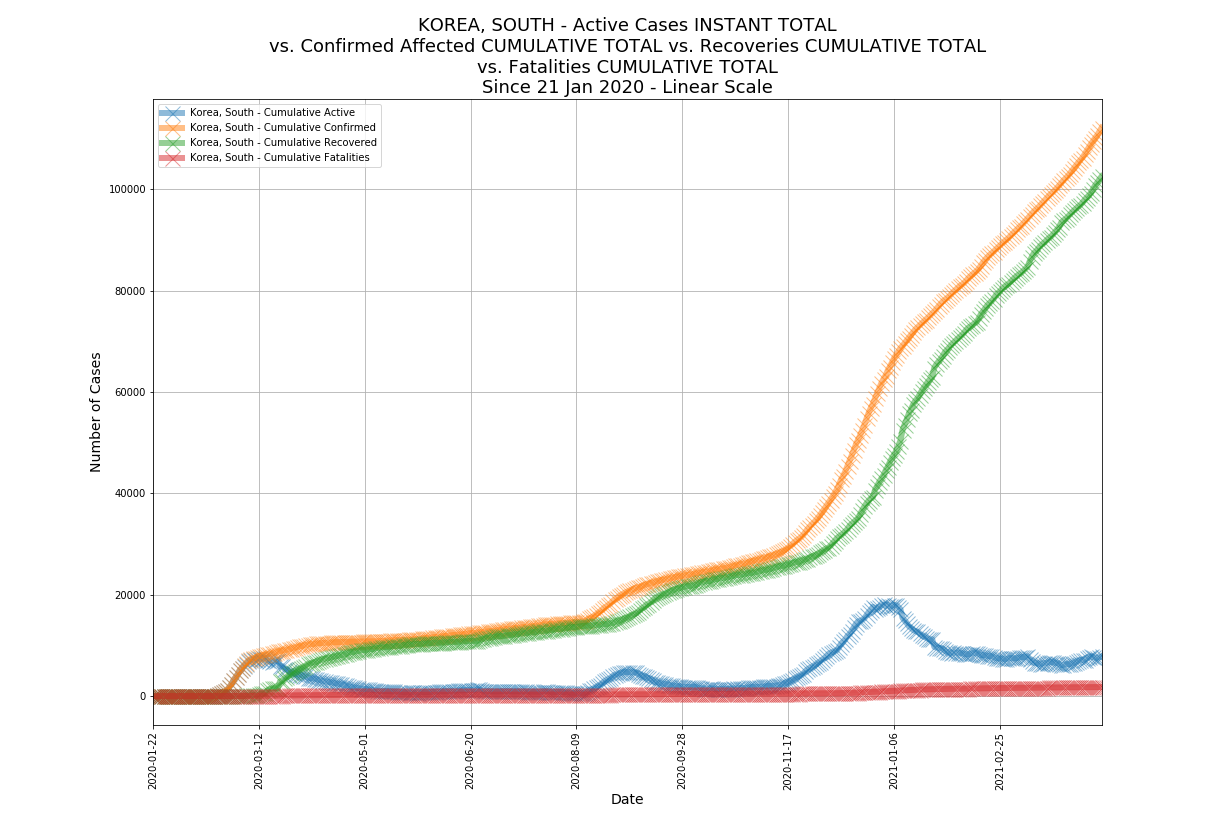 KOREA, SOUTH - Active Cases INSTANT TOTAL
vs. Confirmed Affected CUMULATIVE TOTAL vs. Recoveries CUMULATIVE TOTAL
vs. Fatalities CUMULATIVE TOTAL
Since 21 Jan 2020 - Linear Scale
Korea, South - Cumulative Active
Korea, South - Cumulative Confirmed
Korea, South - Cumulative Recovered
Korea, South - Cumulative Fatalities
Number of Cases
100000
80000
60000
40000
20000
0
2020-01-22
2020-03-12
2020-05-01
2020-06-20
2020-08-09
2020-09-28
2020-11-17
2021-01-06
2021-02-25
Date